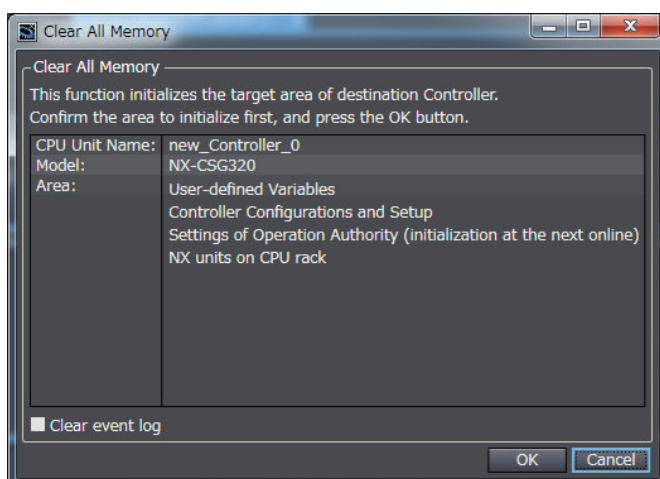 Clear All Memory
Clear All Memory
This function initializes the target area of destination Controller.
Confirm the area to initialize first, and press the OK button.
CPU Unit Name: new_Controller_0
Model: NX-CSG320
Area: User-defined Variables
Controller Configurations and Setup
Settings of Operation Authority (initialization at the next online)
NX units on CPU rack
Clear event log
OK Cancel